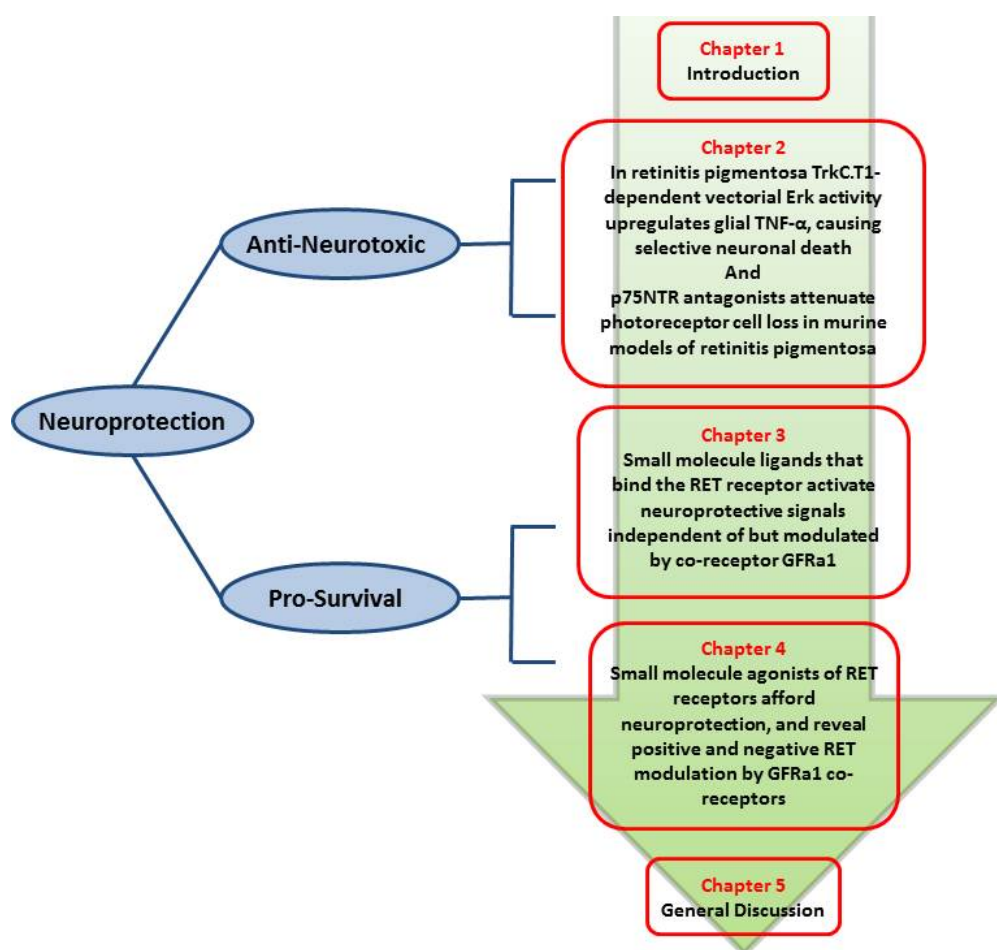 Neuroprotection
Anti-Neurotoxic
Pro-Survival
Chapter 1
Introduction
Chapter 2
In retinitis pigmentosa TrkC.T1-
dependent vectorial Erk activity
upregulates glial TNF-α, causing
selective neuronal death
And
p75NTR antagonists attenuate
photoreceptor cell loss in murine
models of retinitis pigmentosa
Chapter 3
Small molecule ligands that
bind the RET receptor activate
neuroprotective signals
independent of but modulated
by co-receptor GFRa1
Chapter 4
Small molecule agonists of RET
receptors afford
neuroprotection, and reveal
positive and negative RET
modulation by GFRa1 co-
receptors
Chapter 5
General Discussion